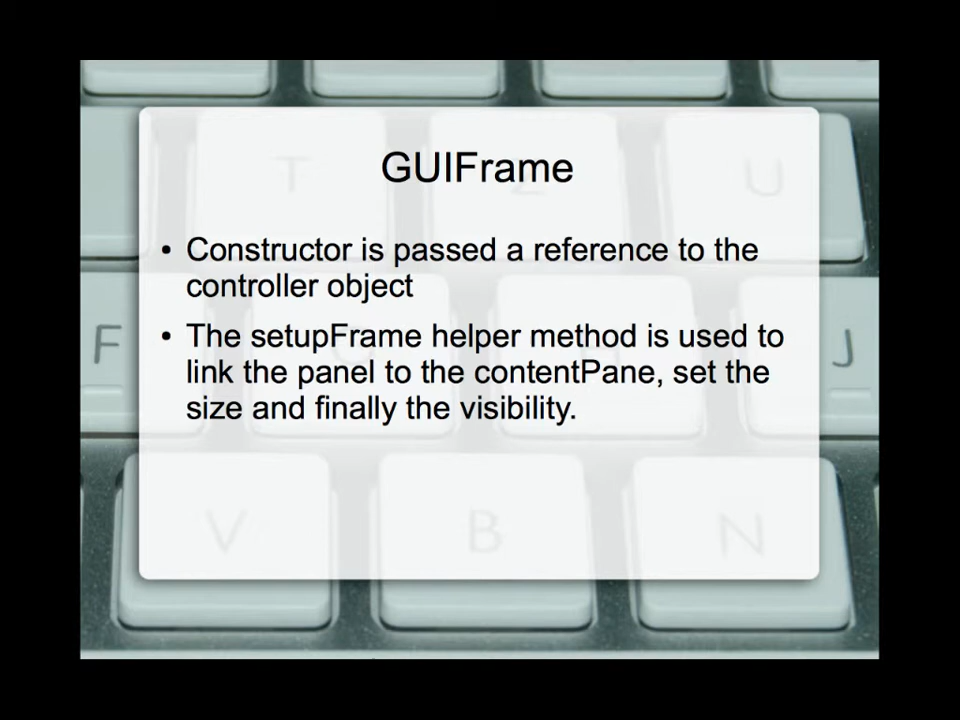 GUIFrame
• Constructor is passed a reference to the
controller object
• The setupFrame helper method is used to
link the panel to the contentPane, set the
size and finally the visibility.
T
Z
U
F
G
H
J
V
B
N